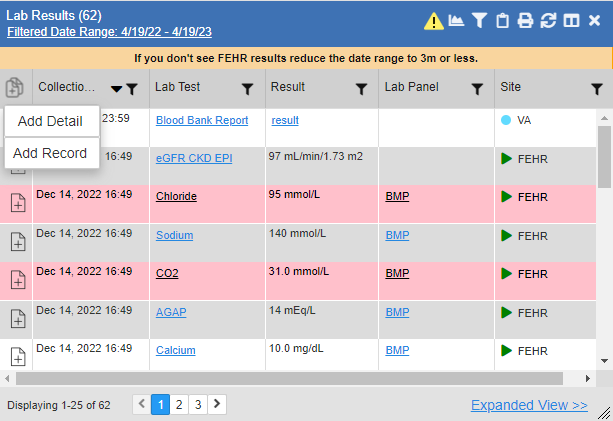 Lab Results (62)
Filtered Date Range: 4/19/22 - 4/19/23
If you don't see FEHR results reduce the date range to 3m or less.
Collectio... Lab Test Result Lab Panel Site
Add Detail
Add Record
23:59 Blood Bank Report result VA
16:49 eGFR CKD EPI 97 mL/min/1.73 m2 FEHR
Dec 14, 2022 16:49 Chloride 95 mmol/L BMP FEHR
Dec 14, 2022 16:49 Sodium 140 mmol/L BMP FEHR
Dec 14, 2022 16:49 CO2 31.0 mmol/L BMP FEHR
Dec 14, 2022 16:49 AGAP 14 mEq/L BMP FEHR
Dec 14, 2022 16:49 Calcium 10.0 mg/dL BMP FEHR
Displaying 1-25 of 62 < 1 2 3 > Expanded View >>